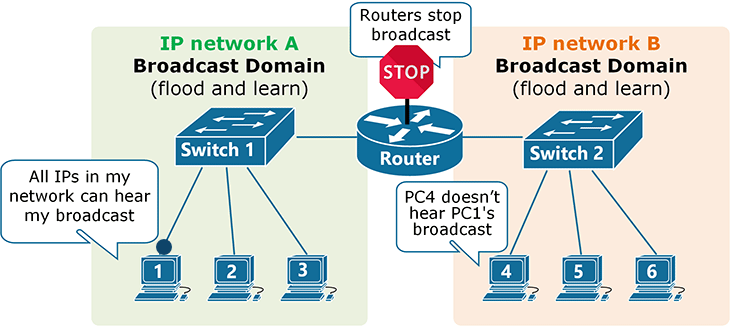 Routers stop
broadcast
STOP
IP network A
Broadcast Domain
(flood and learn)
IP network B
Broadcast Domain
(flood and learn)
Switch 1
Router
Switch 2
All IPs in my
network can hear
my broadcast
PC4 doesn’t
hear PC1's
broadcast
1
2
3
4
5
6